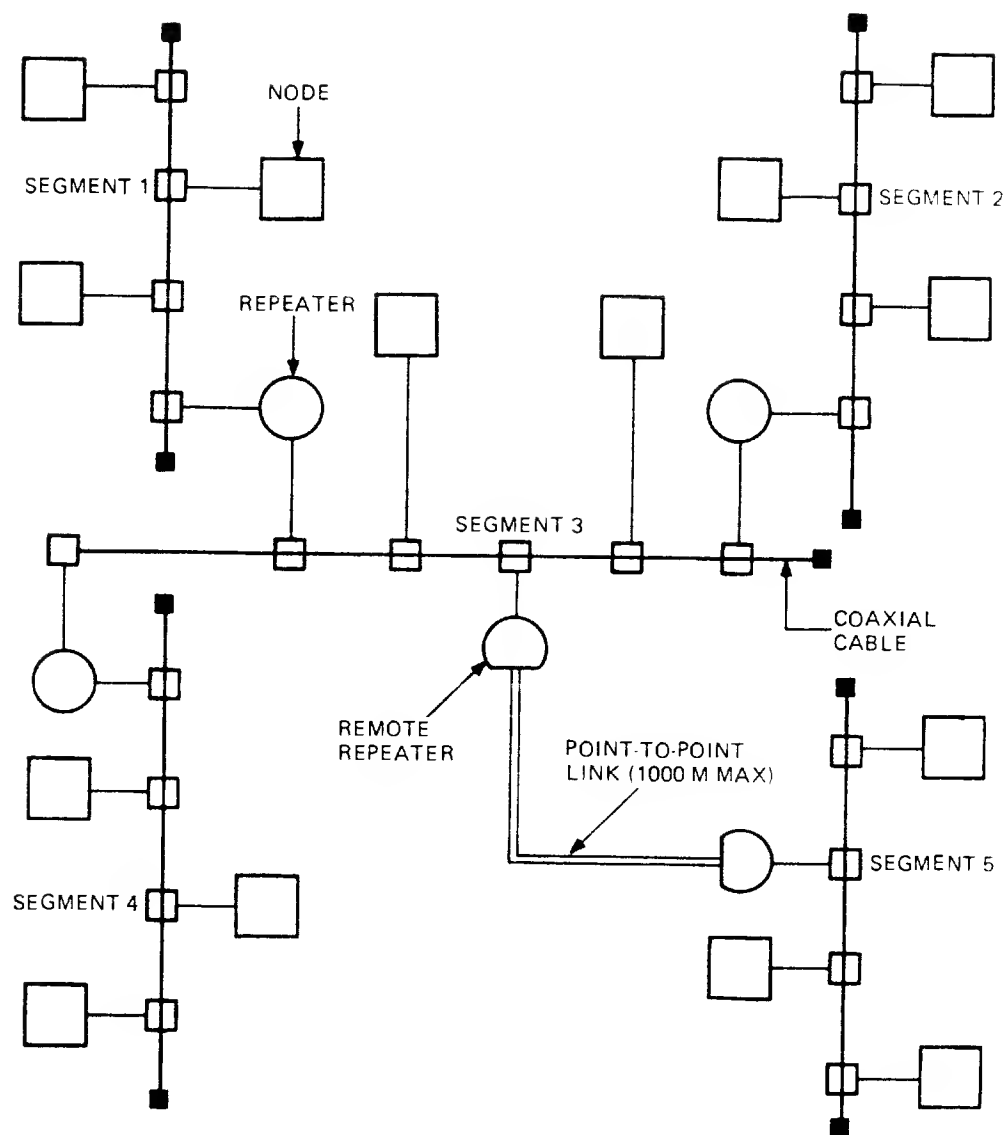 NODE
SEGMENT 1
SEGMENT 2
REPEATER
SEGMENT 3
COAXIAL
CABLE
REMOTE
REPEATER
POINT-TO-POINT
LINK (1000 M MAX)
SEGMENT 4
SEGMENT 5